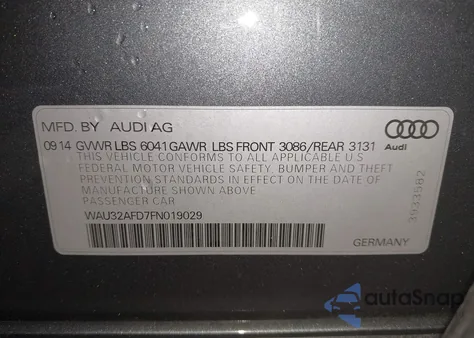 MFD. BY AUDI AG
09 14 GVWR LBS 6041 GAWR LBS FRONT 3086/REAR 3131
THIS VEHICLE CONFORMS TO ALL APPLICABLE U.S
FEDERAL MOTOR VEHICLE SAFETY, BUMPER AND THEFT
PREVENTION STANDARDS IN EFFECT ON THE DATE OF
MANUFACTURE SHOWN ABOVE
PASSENGER CAR
WAU32AFD7FN019029
GERMANY
Audi
3933582
autoSnap